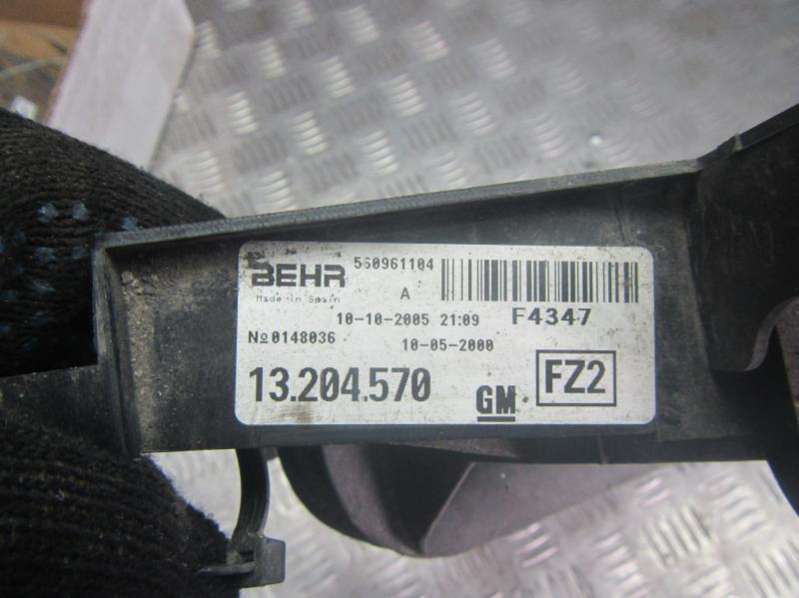 BEHR 560961104
Made in Spain A
10-10-2005 21:09 F4347
№0148036 10-05-2000
13.204.570 GM FZ2